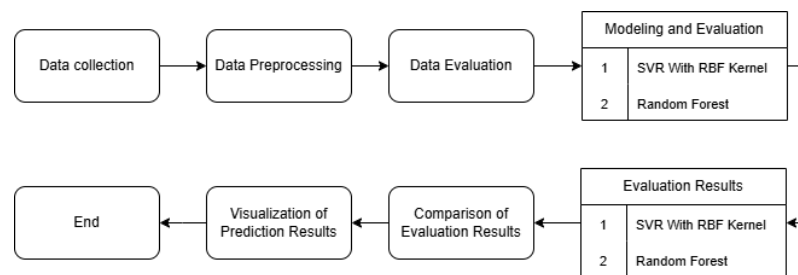 Data collection
Data Preprocessing
Data Evaluation
Modeling and Evaluation
1 SVR With RBF Kernel
2 Random Forest
End
Visualization of
Prediction Results
Comparison of
Evaluation Results
Evaluation Results
1 SVR With RBF Kernel
2 Random Forest